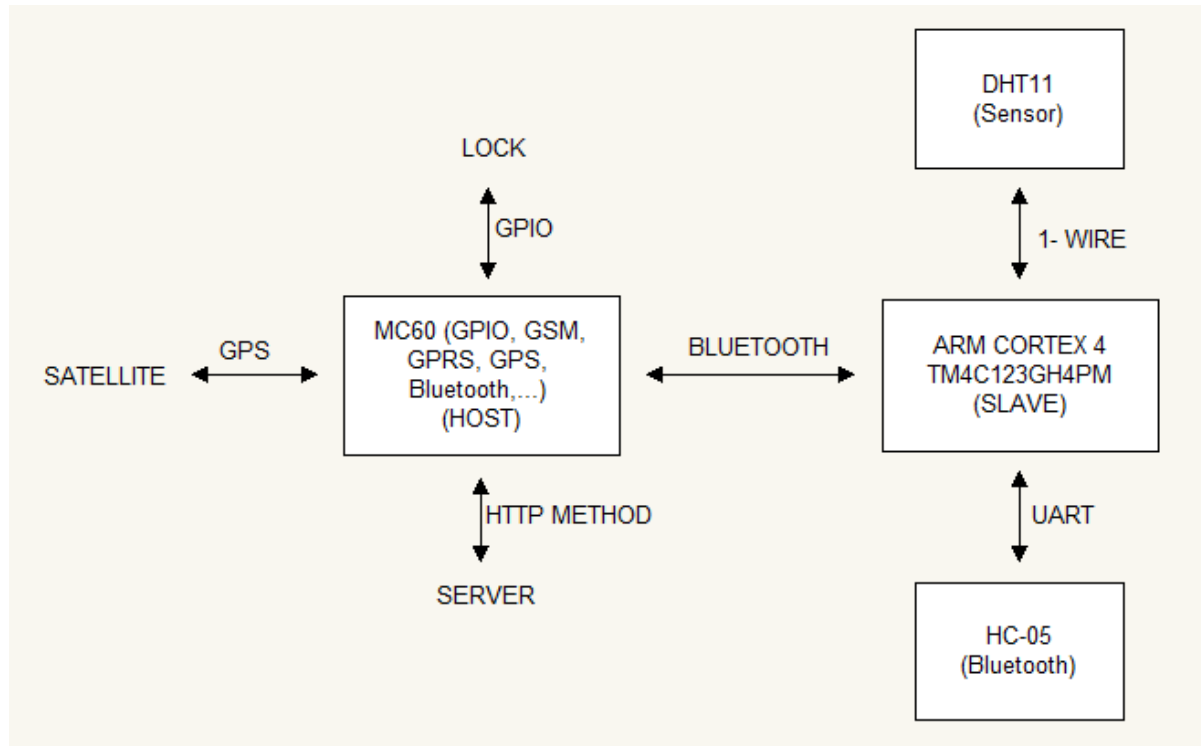 DHT11
(Sensor)
LOCK
GPIO
1- WIRE
MC60 (GPIO, GSM,
GPRS, GPS,
Bluetooth,...)
(HOST)
GPS
SATELLITE
BLUETOOTH
ARM CORTEX 4
TM4C123GH4PM
(SLAVE)
HTTP METHOD
UART
SERVER
HC-05
(Bluetooth)